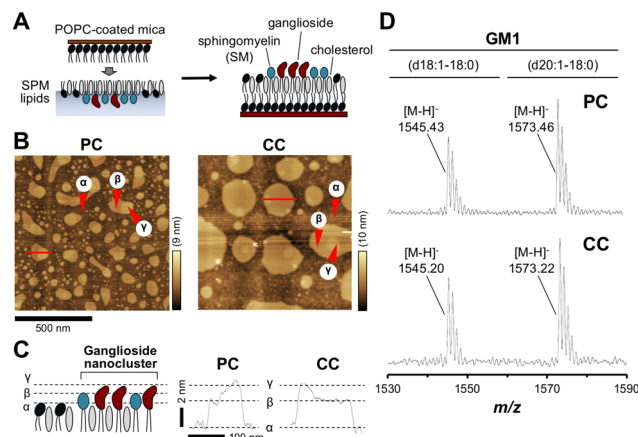 A
POPC-coated mica
SPM
lipids
ganglioside
sphingomyelin
(SM)
cholesterol
B
PC
CC
α
β
γ
(9 nm)
α
β
γ
(10 nm)
500 nm
C
Ganglioside
nanocluster
γ
β
α
PC
CC
2 nm
100 nm
γ
β
α
D
GM1
(d18:1-18:0)
(d20:1-18:0)
PC
[M-H]-
1545.43
[M-H]-
1573.46
CC
[M-H]-
1545.20
[M-H]-
1573.22
1530
1550
1570
1590
m/z